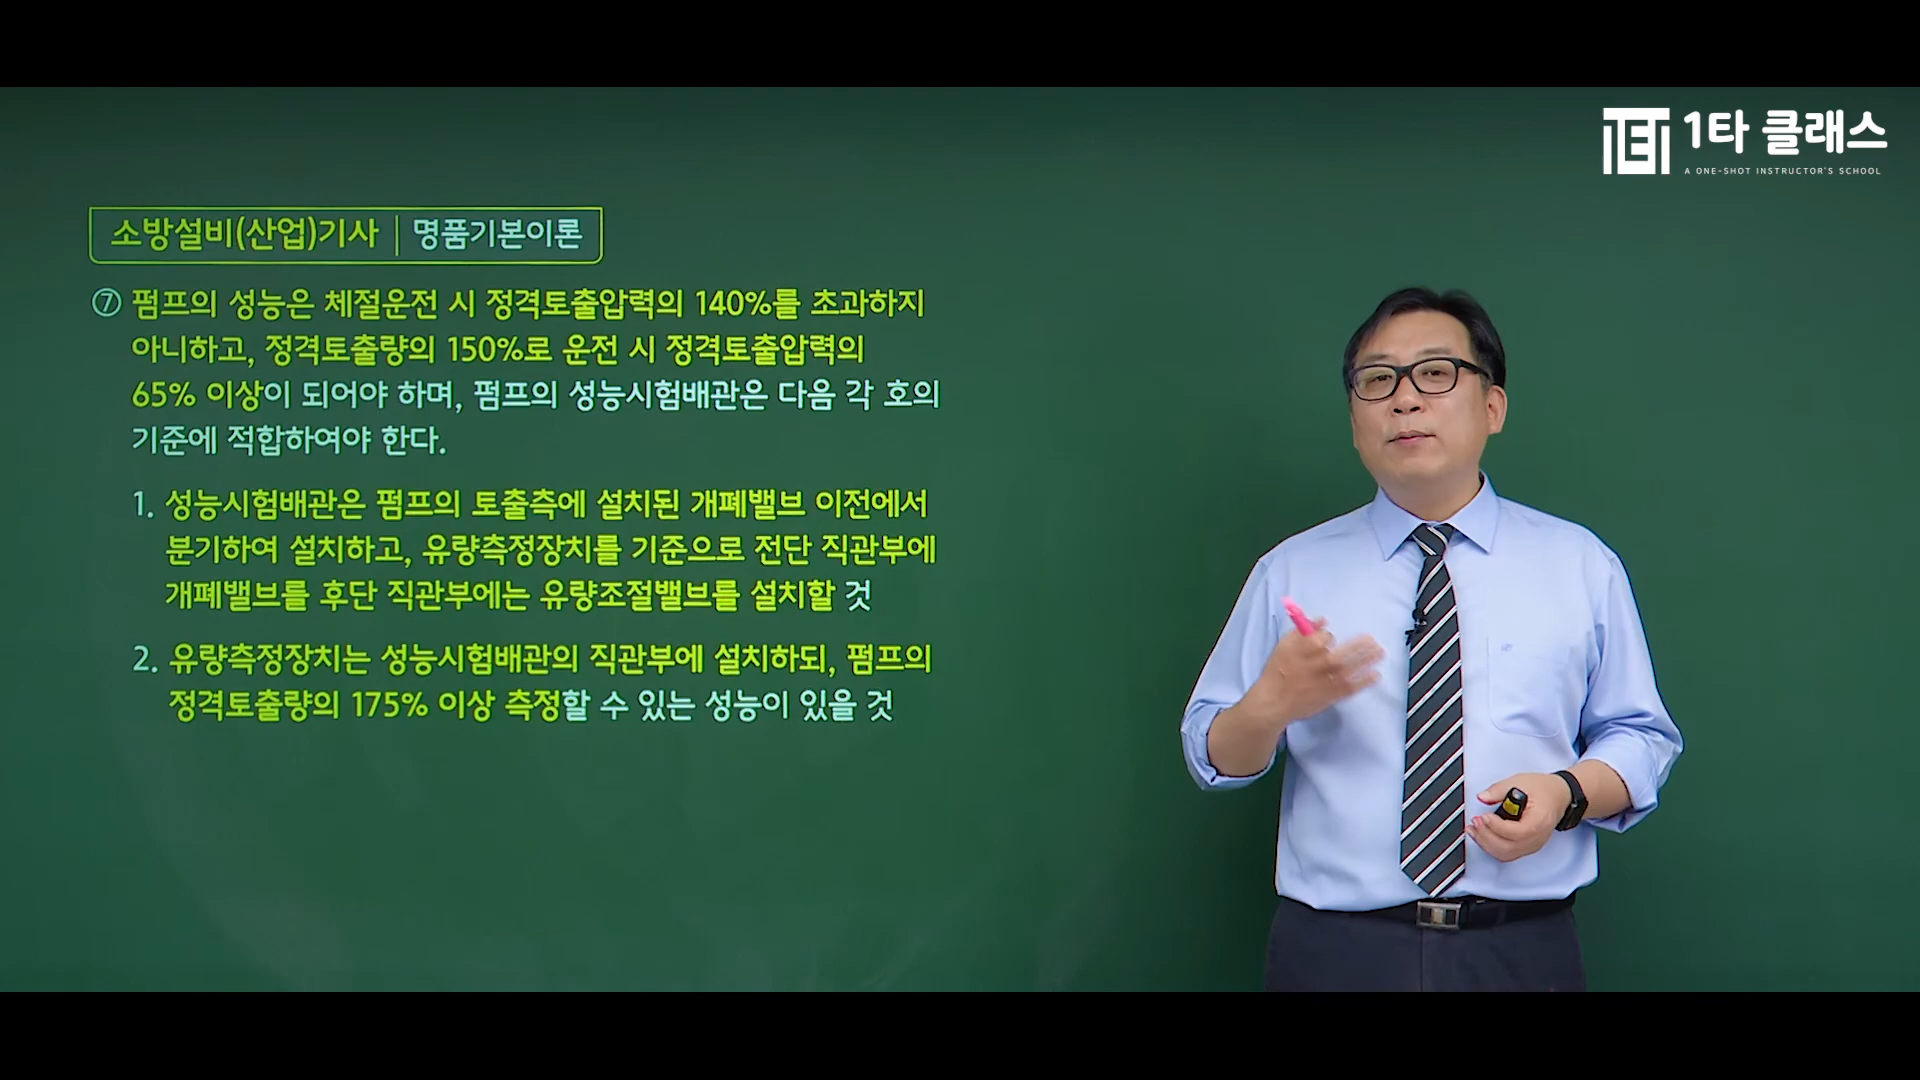 1타 클래스
A ONE-SHOT INSTRUCTOR'S SCHOOL
소방설비(산업)기사 | 명품기본이론
⑦ 펌프의 성능은 체절운전 시 정격토출압력의 140%를 초과하지
아니하고, 정격토출량의 150%로 운전 시 정격토출압력의
65% 이상이 되어야 하며, 펌프의 성능시험배관은 다음 각 호의
기준에 적합하여야 한다.
1. 성능시험배관은 펌프의 토출측에 설치된 개폐밸브 이전에서
분기하여 설치하고, 유량측정장치를 기준으로 전단 직관부에
개폐밸브를 후단 직관부에는 유량조절밸브를 설치할 것
2. 유량측정장치는 성능시험배관의 직관부에 설치하되, 펌프의
정격토출량의 175% 이상 측정할 수 있는 성능이 있을 것